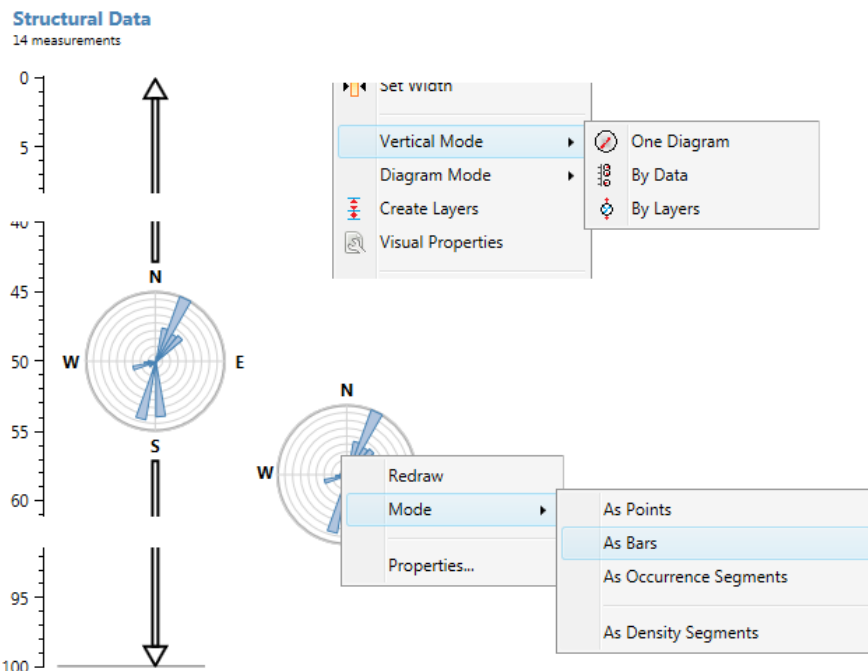 Structural Data
14 measurements
0
5
40
45
50
55
60
95
100
N
W
E
S
Set Width
Vertical Mode
Diagram Mode
Create Layers
Visual Properties
One Diagram
By Data
By Layers
N
W
Redraw
Mode
Properties...
As Points
As Bars
As Occurrence Segments
As Density Segments